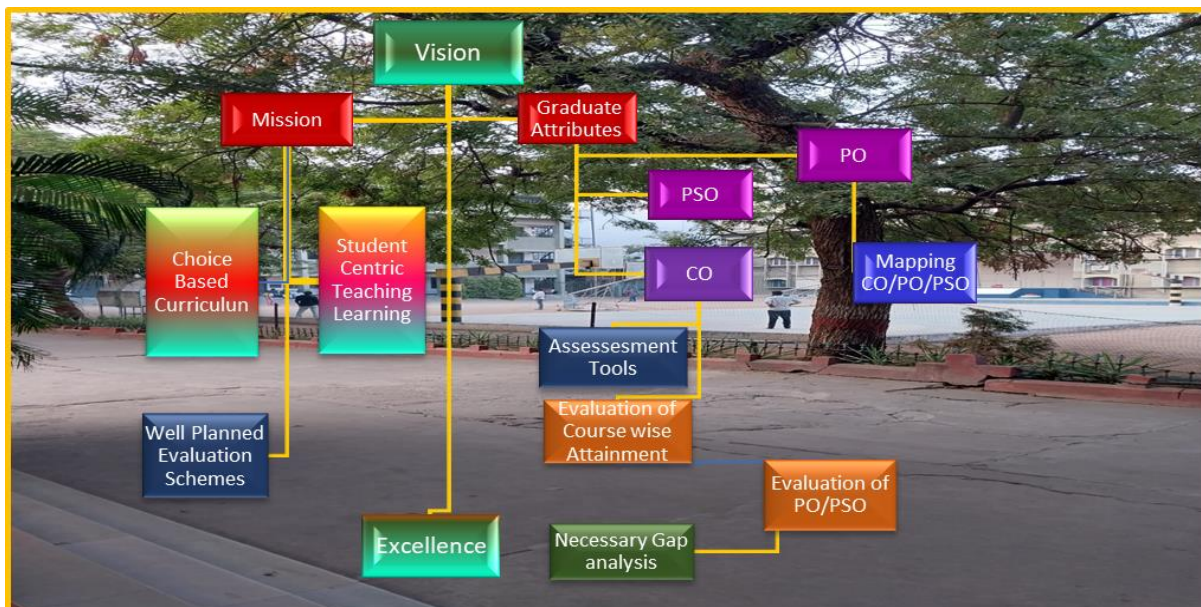 Vision
Mission
Graduate
Attributes
PO
PSO
Choice
Based
Curriculun
Student
Centric
Teaching
Learning
CO
Mapping
CO/PO/PSO
Assessesment
Tools
Evaluation of
Course wise
Attainment
Well Planned
Evaluation
Schemes
Evaluation of
PO/PSO
Excellence
Necessary Gap
analysis